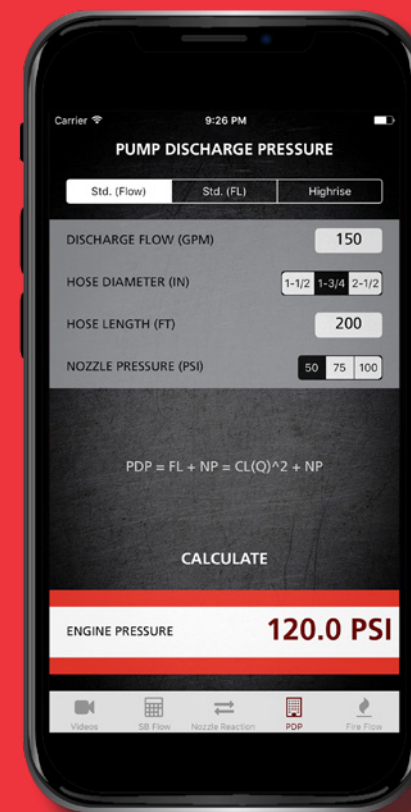 Carrier 9:26 PM
PUMP DISCHARGE PRESSURE
Std. (Flow) Std. (FL) Highrise
DISCHARGE FLOW (GPM) 150
HOSE DIAMETER (IN) 1-1/2 1-3/4 2-1/2
HOSE LENGTH (FT) 200
NOZZLE PRESSURE (PSI) 50 75 100
PDP = FL + NP = CL(Q)^2 + NP
CALCULATE
ENGINE PRESSURE 120.0 PSI
Videos SB Flow Nozzle Reaction PDP Fire Flow